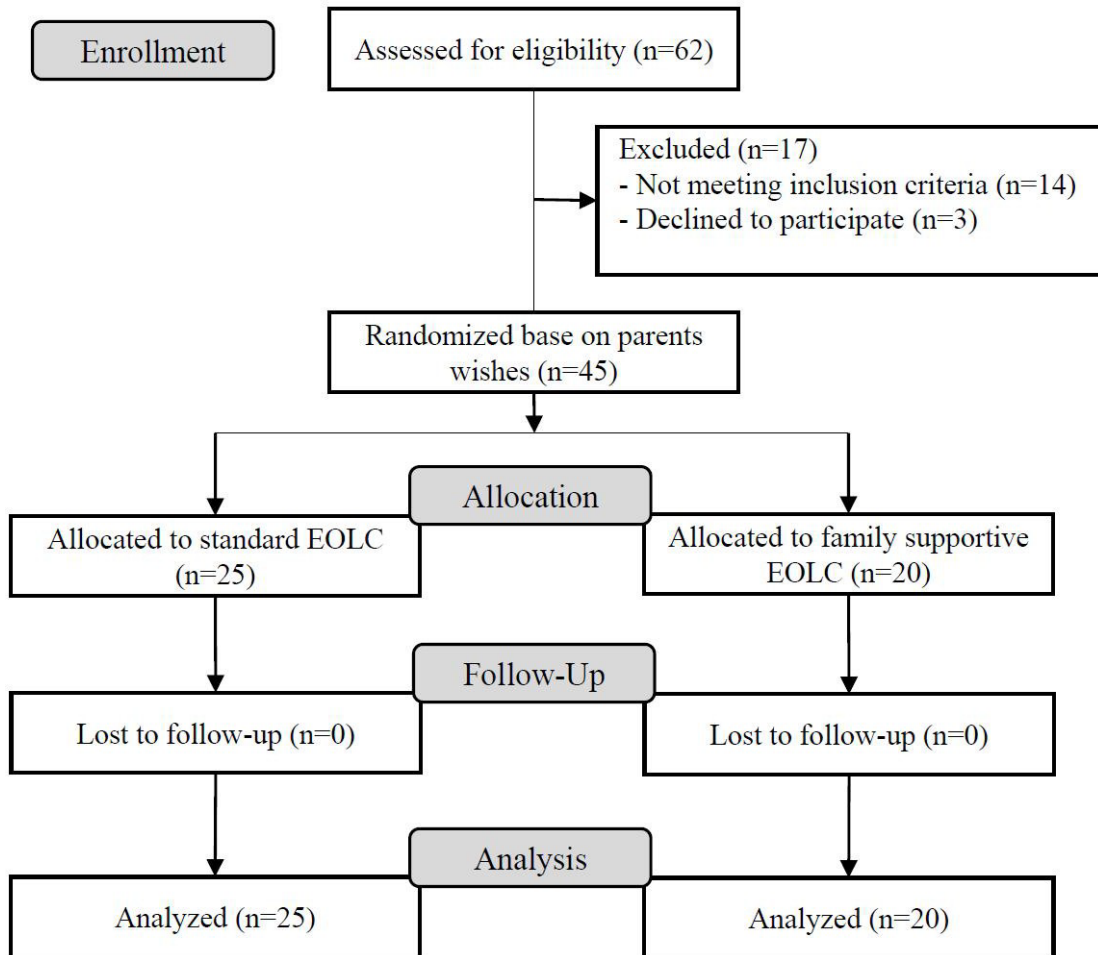 Enrollment
Assessed for eligibility (n=62)
Excluded (n=17)
- Not meeting inclusion criteria (n=14)
- Declined to participate (n=3)
Randomized base on parents
wishes (n=45)
Allocation
Allocated to standard EOLC
(n=25)
Allocated to family supportive
EOLC (n=20)
Follow-Up
Lost to follow-up (n=0)
Lost to follow-up (n=0)
Analysis
Analyzed (n=25)
Analyzed (n=20)